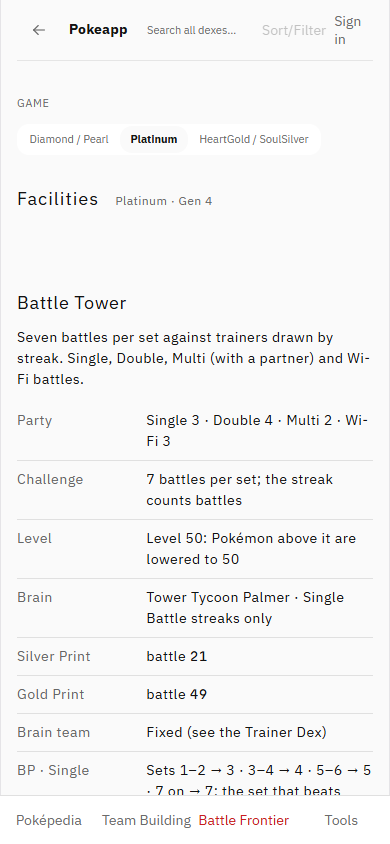 ← Pokeapp Search all dexes... Sort/Filter Sign in
GAME
Diamond / Pearl Platinum HeartGold / SoulSilver
Facilities Platinum · Gen 4
Battle Tower
Seven battles per set against trainers drawn by
streak. Single, Double, Multi (with a partner) and Wi-
Fi battles.
Party Single 3 · Double 4 · Multi 2 · Wi-
Fi 3
Challenge 7 battles per set; the streak
counts battles
Level Level 50: Pokémon above it are
lowered to 50
Brain Tower Tycoon Palmer · Single
Battle streaks only
Silver Print battle 21
Gold Print battle 49
Brain team Fixed (see the Trainer Dex)
BP · Single Sets 1–2 → 3 · 3–4 → 4 · 5–6 → 5
· 7 on → 7; the set that beats
Poképedia Team Building Battle Frontier Tools